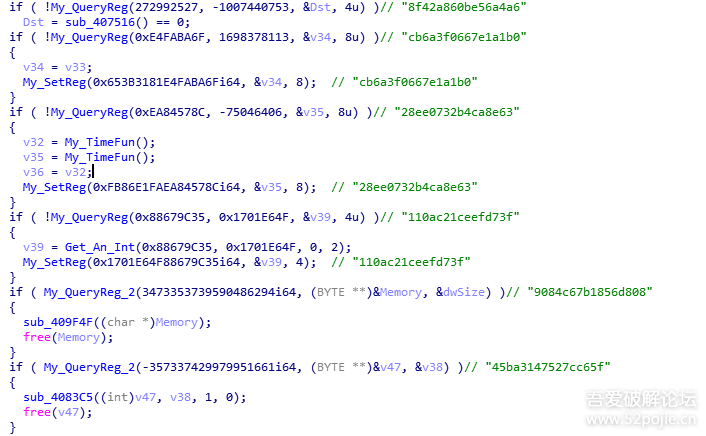 if ( !My_QueryReg(272992527, -1007440753, &Dst, 4u) )// "8f42a860be56a4a6"
Dst = sub_407516() == 0;
if ( !My_QueryReg(0xE4FABA6F, 1698378113, &v34, 8u) )// "cb6a3f0667e1a1b0"
{
v34 = v33;
My_SetReg(0x653B3181E4FABA6Fi64, &v34, 8);  // "cb6a3f0667e1a1b0"
}
if ( !My_QueryReg(0xEA84578C, -75046406, &v35, 8u) )// "28ee0732b4ca8e63"
{
v32 = My_TimeFun();
v35 = My_TimeFun();
v36 = v32;
My_SetReg(0xFB86E1FAEA84578Ci64, &v35, 8);  // "28ee0732b4ca8e63"
}
if ( !My_QueryReg(0x88679C35, 0x1701E64F, &v39, 4u) )// "110ac21ceefd73f"
{
v39 = Get_An_Int(0x88679C35, 0x1701E64F, 0, 2);
My_SetReg(0x1701E64F88679C35i64, &v39, 4);  // "110ac21ceefd73f"
}
if ( My_QueryReg_2(3473353739590486294i64, (BYTE **)&Memory, &dwSize) )// "9084c67b1856d808"
{
sub_409F4F((char *)Memory);
free(Memory);
}
if ( My_QueryReg_2(-357337429979951661i64, (BYTE **)&v47, &v38) )// "45ba3147527cc65f"
{
sub_4083C5((int)v47, v38, 1, 0);
free(v47);
}
吾爱破解论坛
www.52pojie.cn